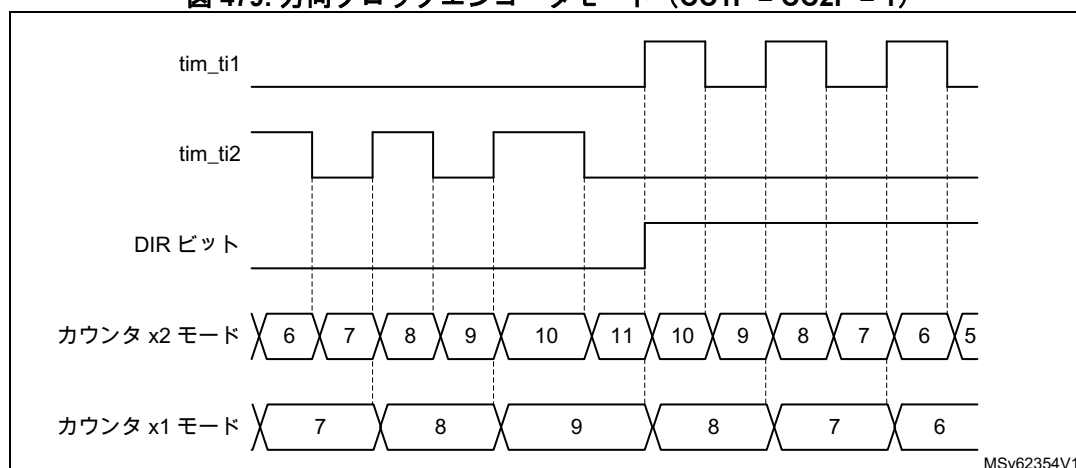 tim_ti1
tim_ti2
DIR ビット
カウンタ x2 モード 6 7 8 9 10 11 10 9 8 7 6 5
カウンタ x1 モード 7 8 9 8 7 6
MSv62354V1